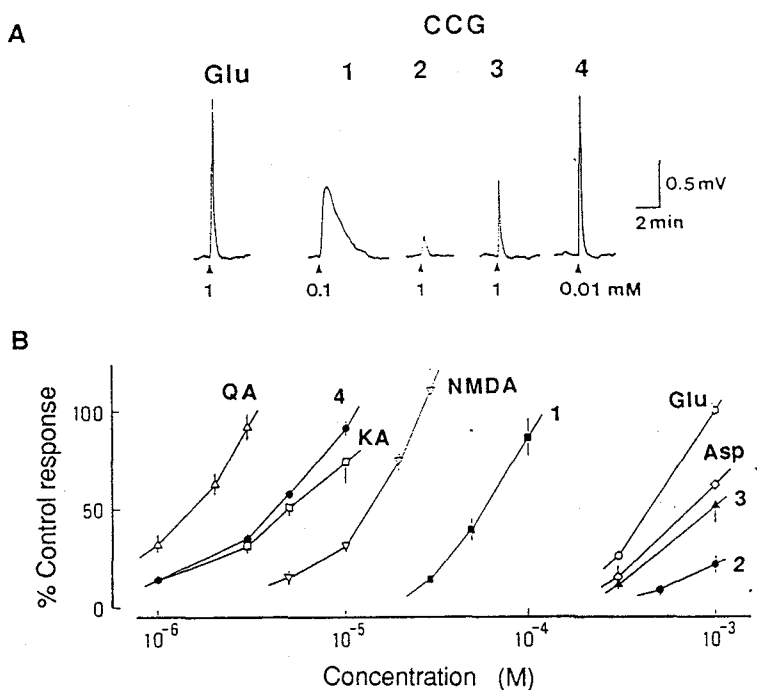 A
CCG
Glu 1 2 3 4
0.5 mV
2 min
1 0.1 1 1 0.01 mM
B
QA 4 NMDA 1 Glu
KA Asp
3
2
100
50
0
% Control response
10-6 10-5 10-4 10-3
Concentration (M)